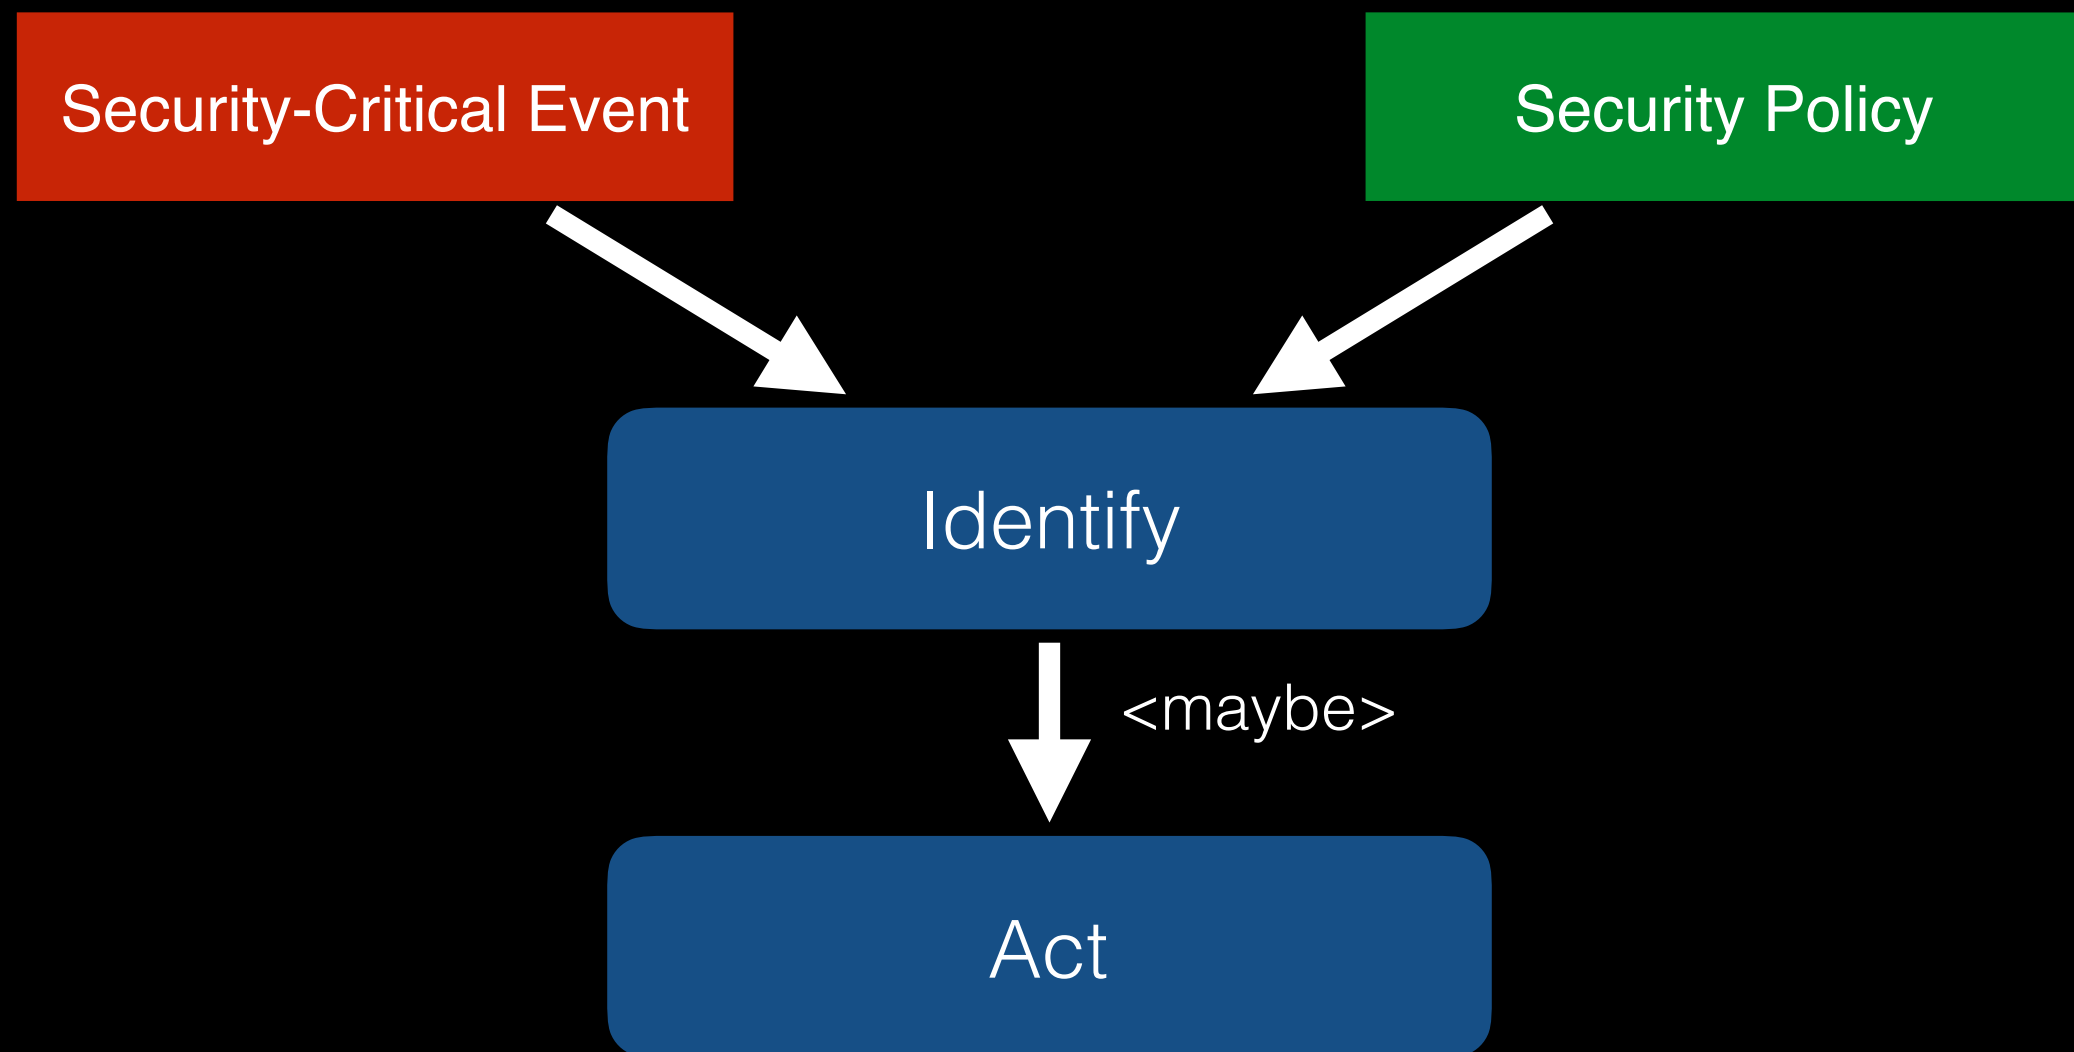 Security-Critical Event
Security Policy
Identify
<maybe>
Act